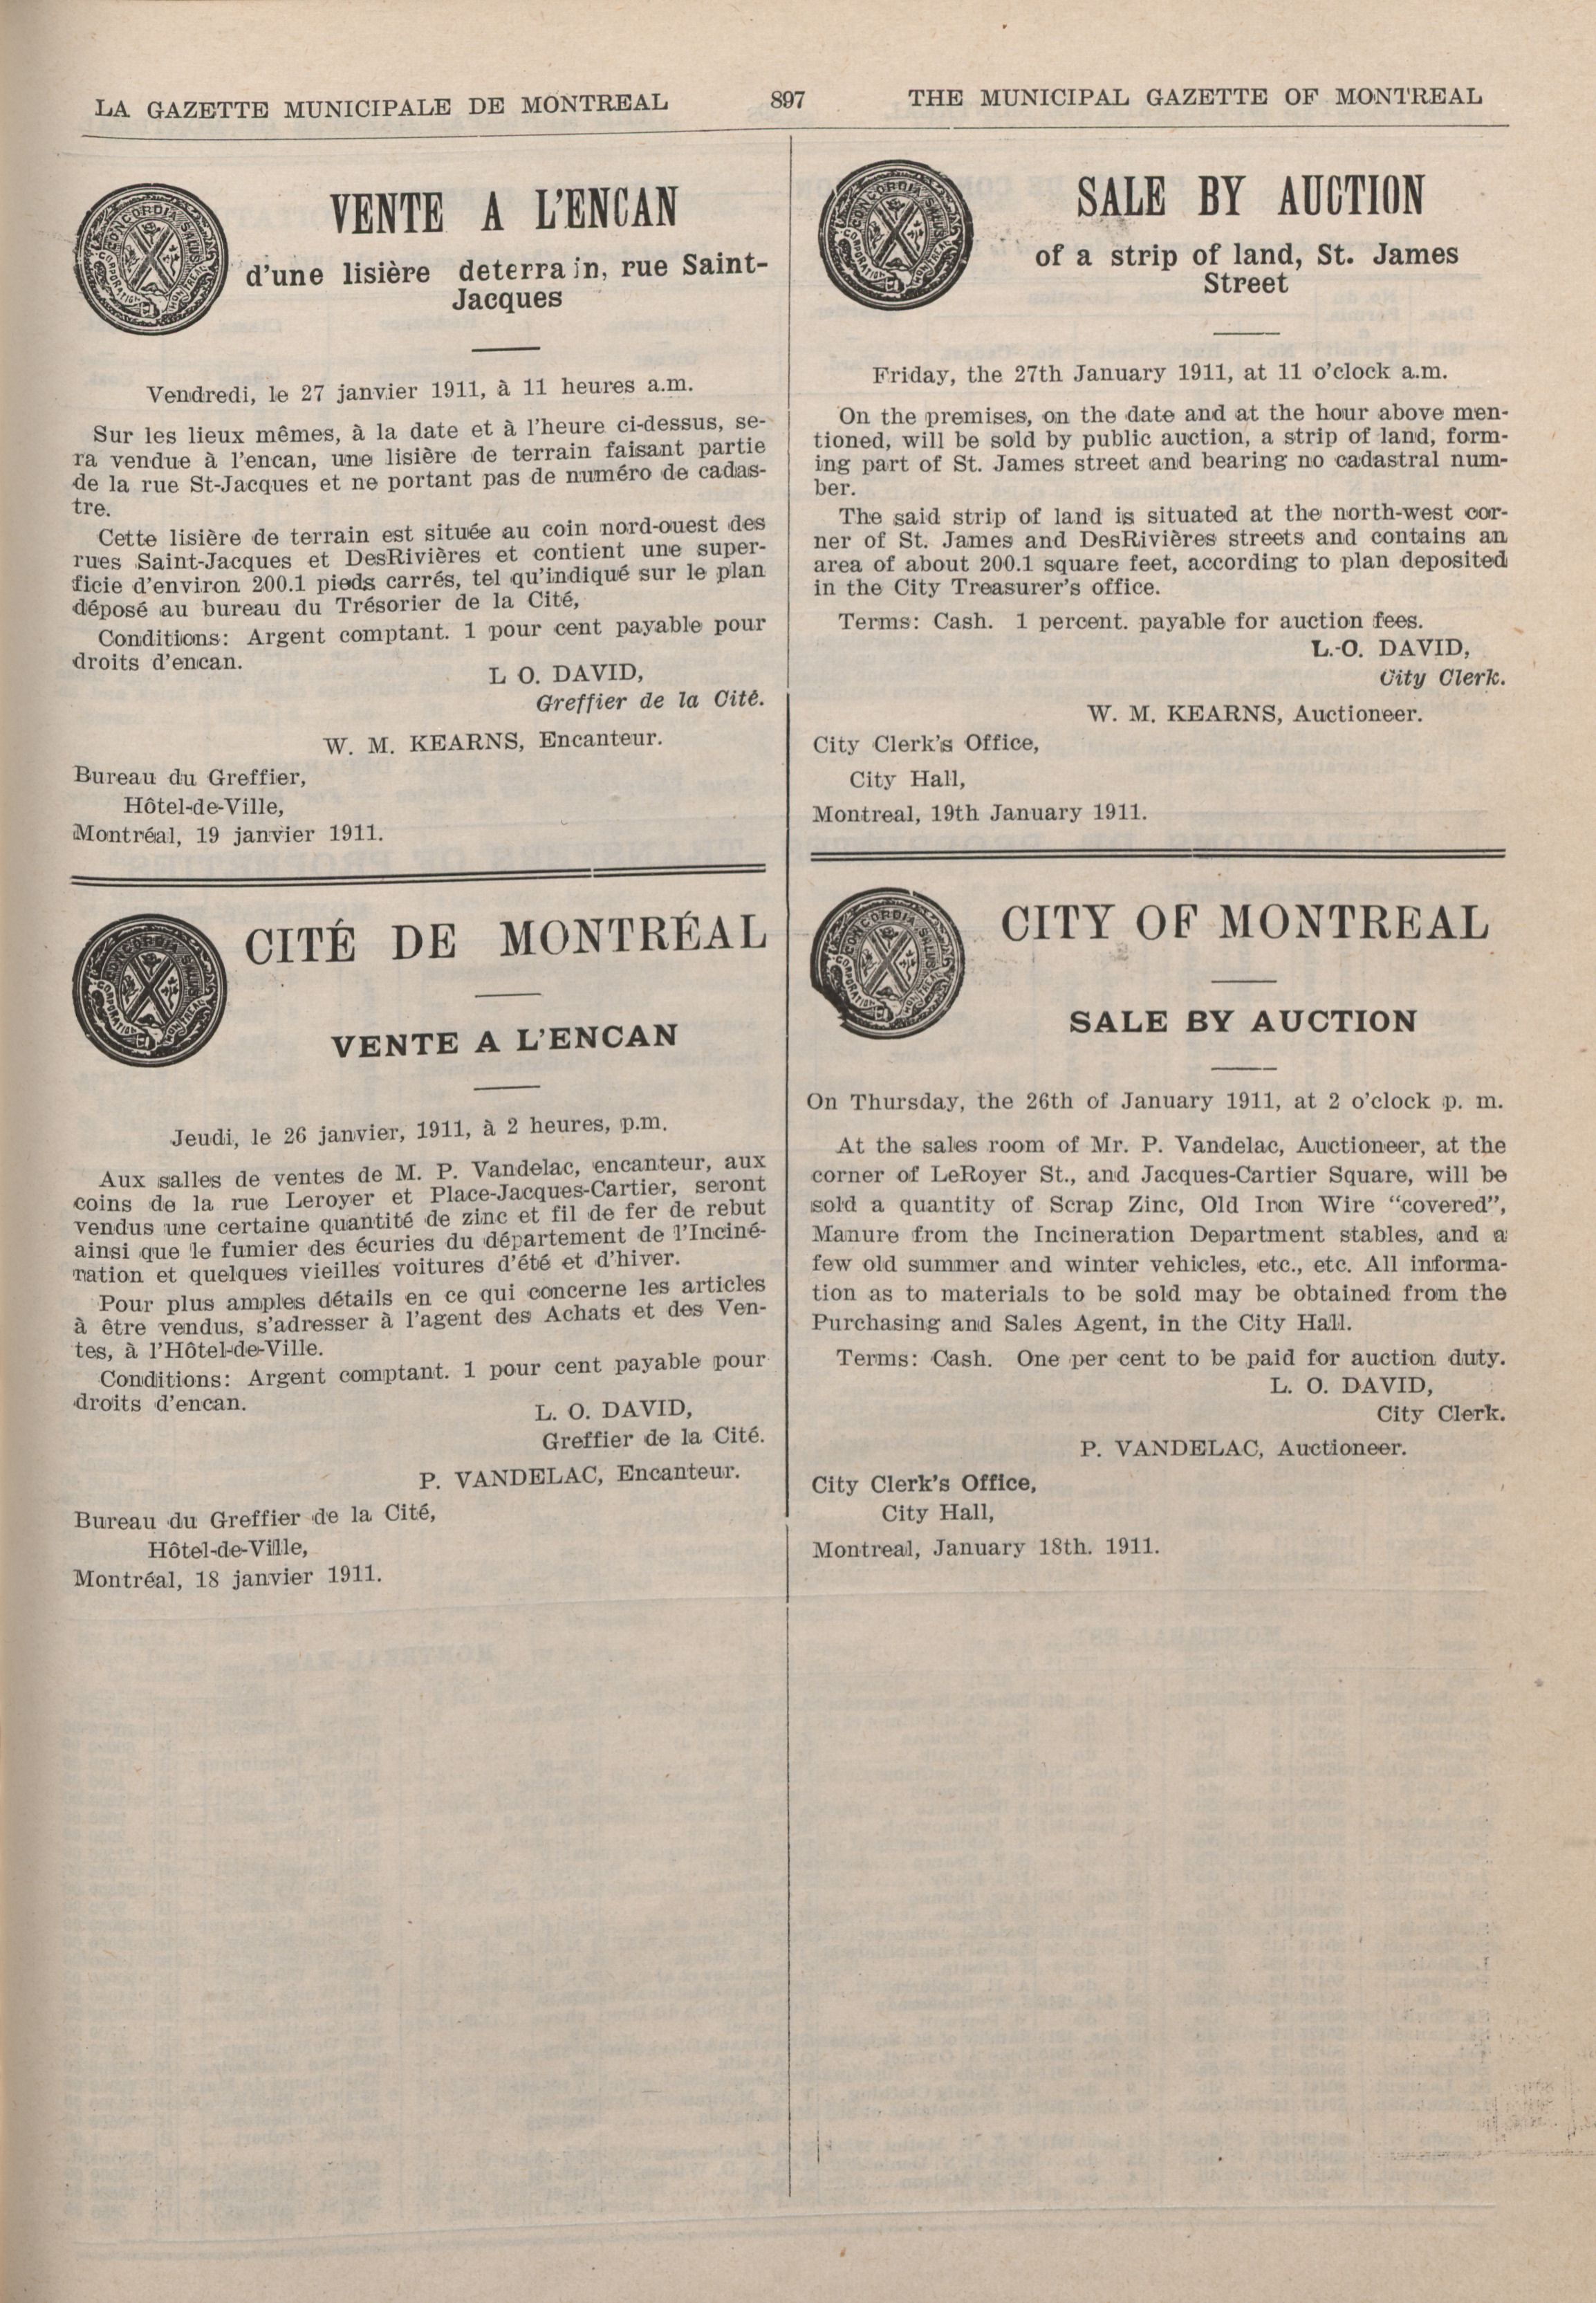 LA GAZETTE MUNICIPALE DE MONTREAL
897
THE MUNICIPAL GAZETTE OF MONTREAL
VENTE A L'ENCAN
d'une lisière deterrain, rue Saint-
Jacques
Vendredi, le 27 janvier 1911, à 11 heures a.m.
Sur les lieux mêmes, à la date et à l'heure ci-dessus, se-
ra vendue à l'encan, une lisière de terrain faisant partie
de la rue St-Jacques et ne portant pas de numéro de cadas-
tre.
Cette lisière de terrain est située au coin nord-ouest des
rues Saint-Jacques et DesRivières et contient une super-
ficie d'environ 200.1 pieds carrés, tel qu'indiqué sur le plan
déposé au bureau du Trésorier de la Cité,
Conditions: Argent comptant. 1 pour cent payable pour
droits d'encan.
L O. DAVID,
Greffier de la Cité.
W. M. KEARNS, Encanteur.
Bureau du Greffier,
Hôtel-de-Ville,
Montréal, 19 janvier 1911.
CITÉ DE MONTRÉAL
VENTE A L'ENCAN
Jeudi, le 26 janvier, 1911, à 2 heures, p.m.
Aux salles de ventes de M. P. Vandelac, encanteur, aux
coins de la rue Leroyer et Place-Jacques-Cartier, seront
vendus une certaine quantité de zinc et fil de fer de rebut
ainsi que le fumier des écuries du département de l'Inciné-
ration et quelques vieilles voitures d'été et d'hiver.
Pour plus amples détails en ce qui concerne les articles
à être vendus, s'adresser à l'agent des Achats et des Ven-
tes, à l'Hôtel-de-Ville.
Conditions: Argent comptant. 1 pour cent payable pour
droits d'encan.
L. O. DAVID,
Greffier de la Cité.
P. VANDELAC, Encanteur.
Bureau du Greffier de la Cité,
Hôtel-de-Ville,
Montréal, 18 janvier 1911.
SALE BY AUCTION
of a strip of land, St. James
Street
Friday, the 27th January 1911, at 11 o'clock a.m.
On the premises, on the date and at the hour above men-
tioned, will be sold by public auction, a strip of land, form-
ing part of St. James street and bearing no cadastral num-
ber.
The said strip of land is situated at the north-west cor-
ner of St. James and DesRivières streets and contains an
area of about 200.1 square feet, according to plan deposited
in the City Treasurer's office.
Terms: Cash. 1 percent. payable for auction fees.
L.-O. DAVID,
City Clerk.
W. M. KEARNS, Auctioneer.
City Clerk's Office,
City Hall,
Montreal, 19th January 1911.
CITY OF MONTREAL
SALE BY AUCTION
On Thursday, the 26th of January 1911, at 2 o'clock p. m.
At the sales room of Mr. P. Vandelac, Auctioneer, at the
corner of LeRoyer St., and Jacques-Cartier Square, will be
sold a quantity of Scrap Zinc, Old Iron Wire "covered",
Manure from the Incineration Department stables, and a
few old summer and winter vehicles, etc., etc. All informa-
tion as to materials to be sold may be obtained from the
Purchasing and Sales Agent, in the City Hall.
Terms: Cash. One per cent to be paid for auction duty.
L. O. DAVID,
City Clerk.
P. VANDELAC, Auctioneer.
City Clerk's Office,
City Hall,
Montreal, January 18th. 1911.